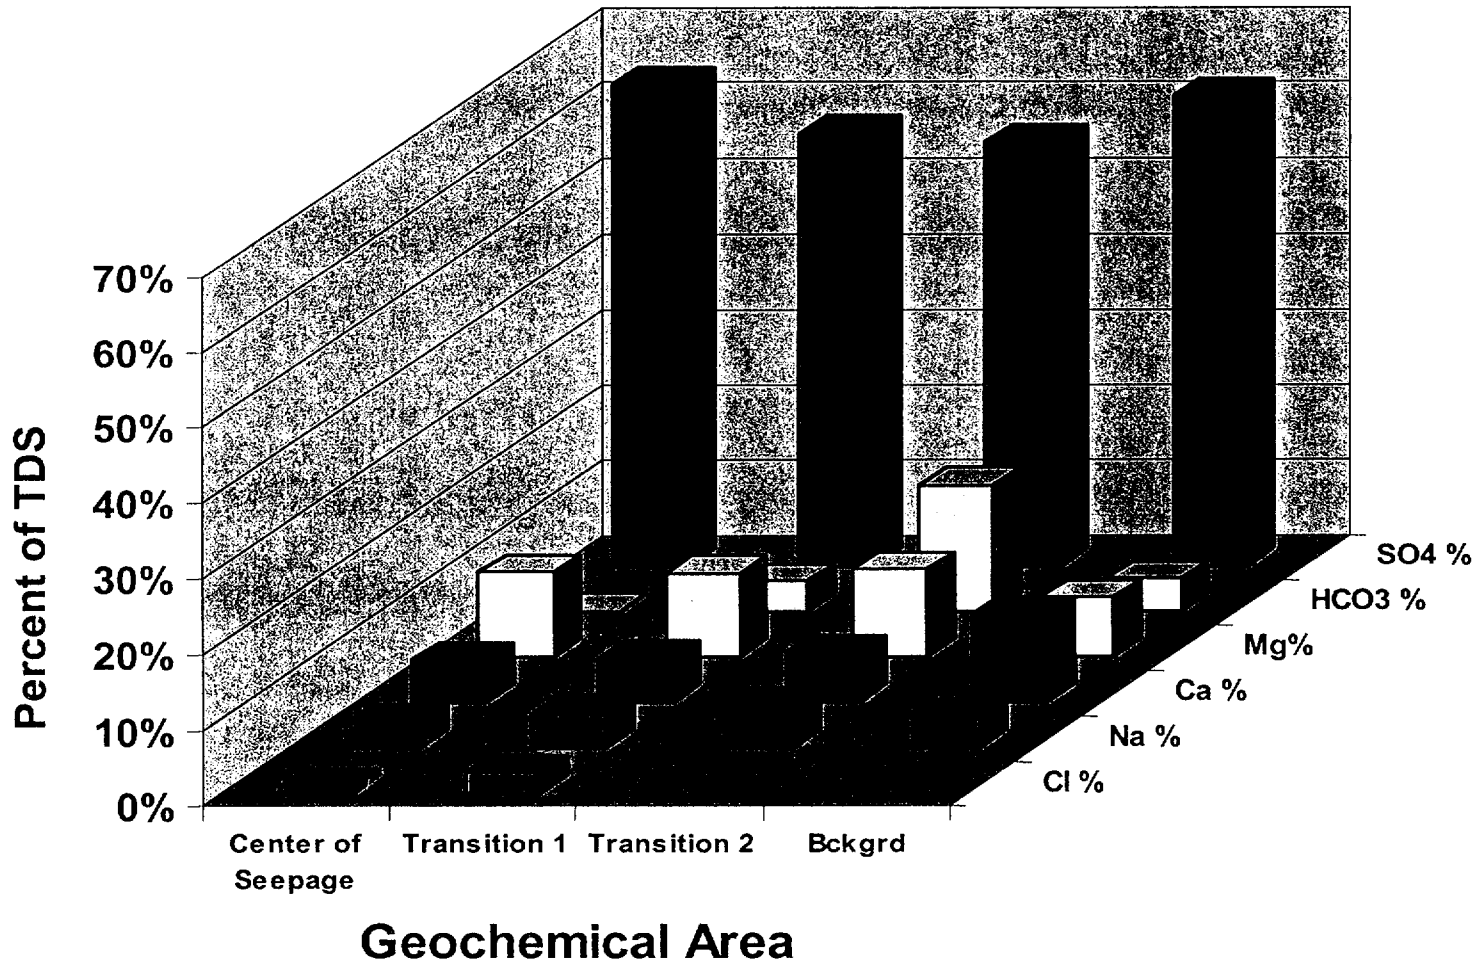 70%
60%
50%
40%
30%
20%
10%
0%
Percent of TDS
SO4 %
HCO3 %
Mg%
Ca %
Na %
Cl %
Center of
Seepage
Transition 1
Transition 2
Bckgrd
Geochemical Area